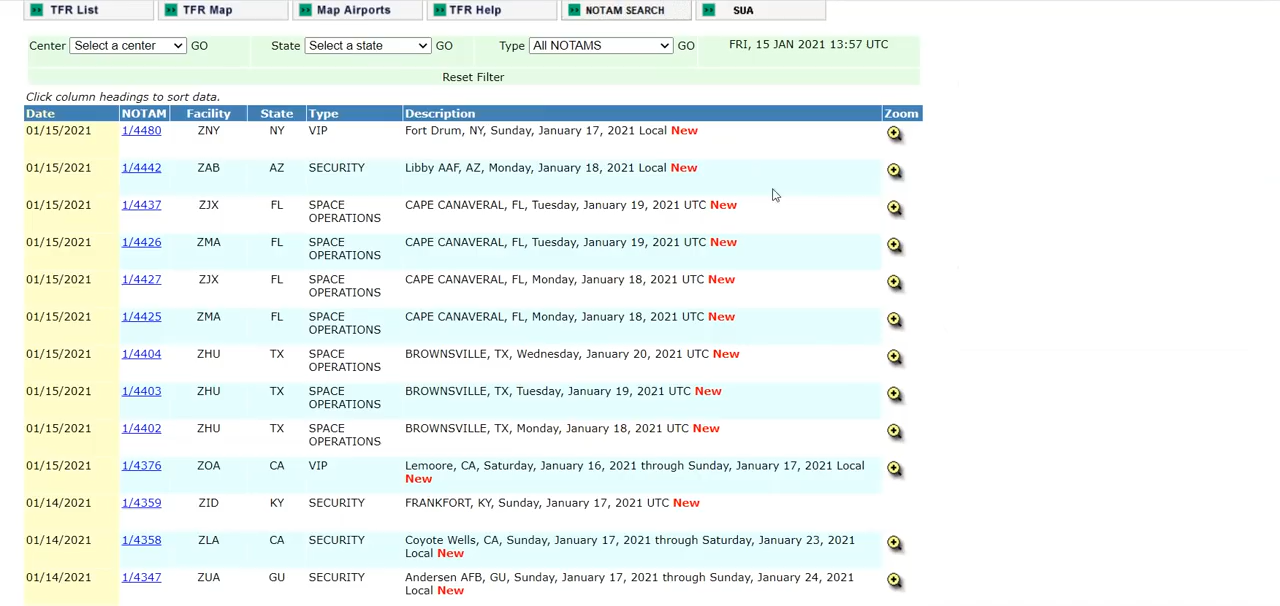 TFR List TFR Map Map Airports TFR Help NOTAM SEARCH SUA
Center Select a center GO State Select a state GO Type All NOTAMS GO FRI, 15 JAN 2021 13:57 UTC
Reset Filter
Click column headings to sort data.
Date NOTAM Facility State Type Description Zoom
01/15/2021 1/4480 ZNY NY VIP Fort Drum, NY, Sunday, January 17, 2021 Local New
01/15/2021 1/4442 ZAB AZ SECURITY Libby AAF, AZ, Monday, January 18, 2021 Local New
01/15/2021 1/4437 ZJX FL SPACE CAPE CANAVERAL, FL, Tuesday, January 19, 2021 UTC New
OPERATIONS
01/15/2021 1/4426 ZMA FL SPACE CAPE CANAVERAL, FL, Tuesday, January 19, 2021 UTC New
OPERATIONS
01/15/2021 1/4427 ZJX FL SPACE CAPE CANAVERAL, FL, Monday, January 18, 2021 UTC New
OPERATIONS
01/15/2021 1/4425 ZMA FL SPACE CAPE CANAVERAL, FL, Monday, January 18, 2021 UTC New
OPERATIONS
01/15/2021 1/4404 ZHU TX SPACE BROWNSVILLE, TX, Wednesday, January 20, 2021 UTC New
OPERATIONS
01/15/2021 1/4403 ZHU TX SPACE BROWNSVILLE, TX, Tuesday, January 19, 2021 UTC New
OPERATIONS
01/15/2021 1/4402 ZHU TX SPACE BROWNSVILLE, TX, Monday, January 18, 2021 UTC New
OPERATIONS
01/15/2021 1/4376 ZOA CA VIP Lemoore, CA, Saturday, January 16, 2021 through Sunday, January 17, 2021 Local
New
01/14/2021 1/4359 ZID KY SECURITY FRANKFORT, KY, Sunday, January 17, 2021 UTC New
01/14/2021 1/4358 ZLA CA SECURITY Coyote Wells, CA, Sunday, January 17, 2021 through Saturday, January 23, 2021
Local New
01/14/2021 1/4347 ZUA GU SECURITY Andersen AFB, GU, Sunday, January 17, 2021 through Sunday, January 24, 2021
Local New